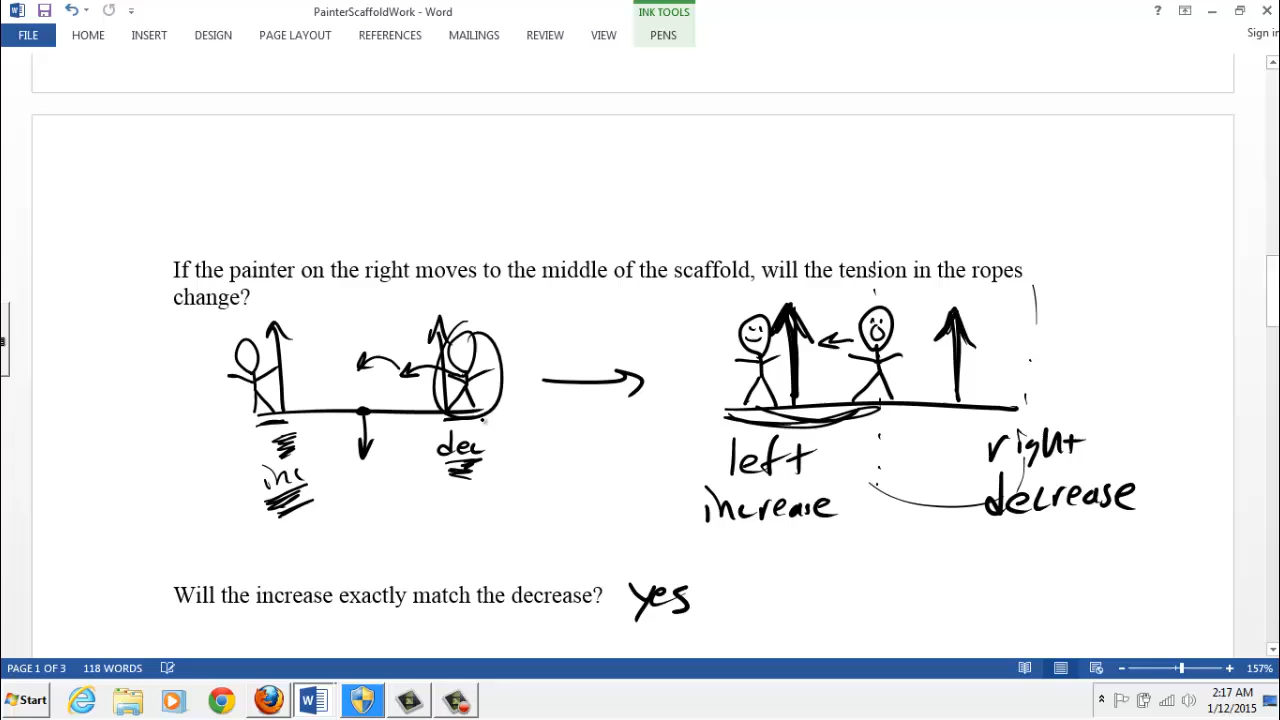 PainterScaffoldWork - Word
INK TOOLS
?
FILE HOME INSERT DESIGN PAGE LAYOUT REFERENCES MAILINGS REVIEW VIEW PENS
Sign in
If the painter on the right moves to the middle of the scaffold, will the tension in the ropes
change?
dec
inc
left
increase
right
decrease
Will the increase exactly match the decrease? yes
PAGE 1 OF 3 118 WORDS
157%
Start
2:17 AM
1/12/2015